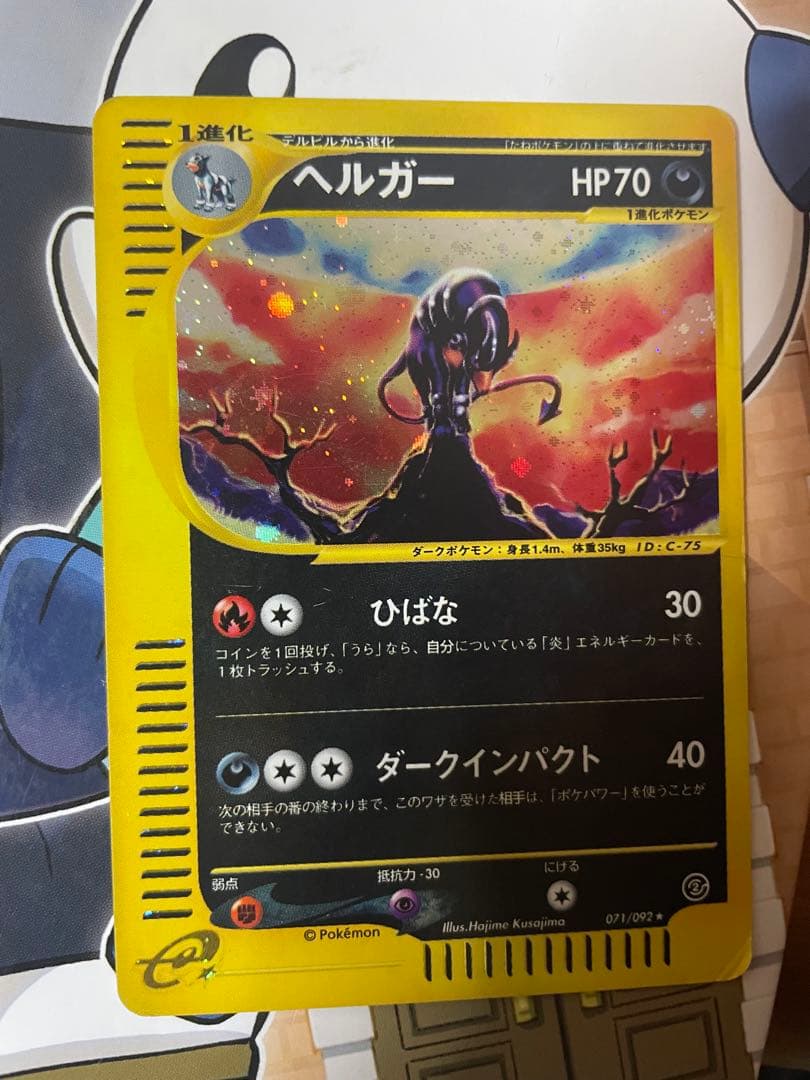 1進化
デルビルから進化
「たねポケモン」の上に重ねて進化させます
ヘルガー
HP70
1進化ポケモン
ダークポケモン：身長1.4m、体重35kg ID:C-75
ひばな 30
コインを1回投げ、「うら」なら、自分についている「炎」エネルギーカードを、
1枚トラッシュする。
ダークインパクト 40
次の相手の番の終わりまで、このワザを受けた相手は、「ポケパワー」を使うことが
できない。
弱点
抵抗力-30
にげる
Illus.Hajime Kusajima
071/092★
②
©Pokémon
e